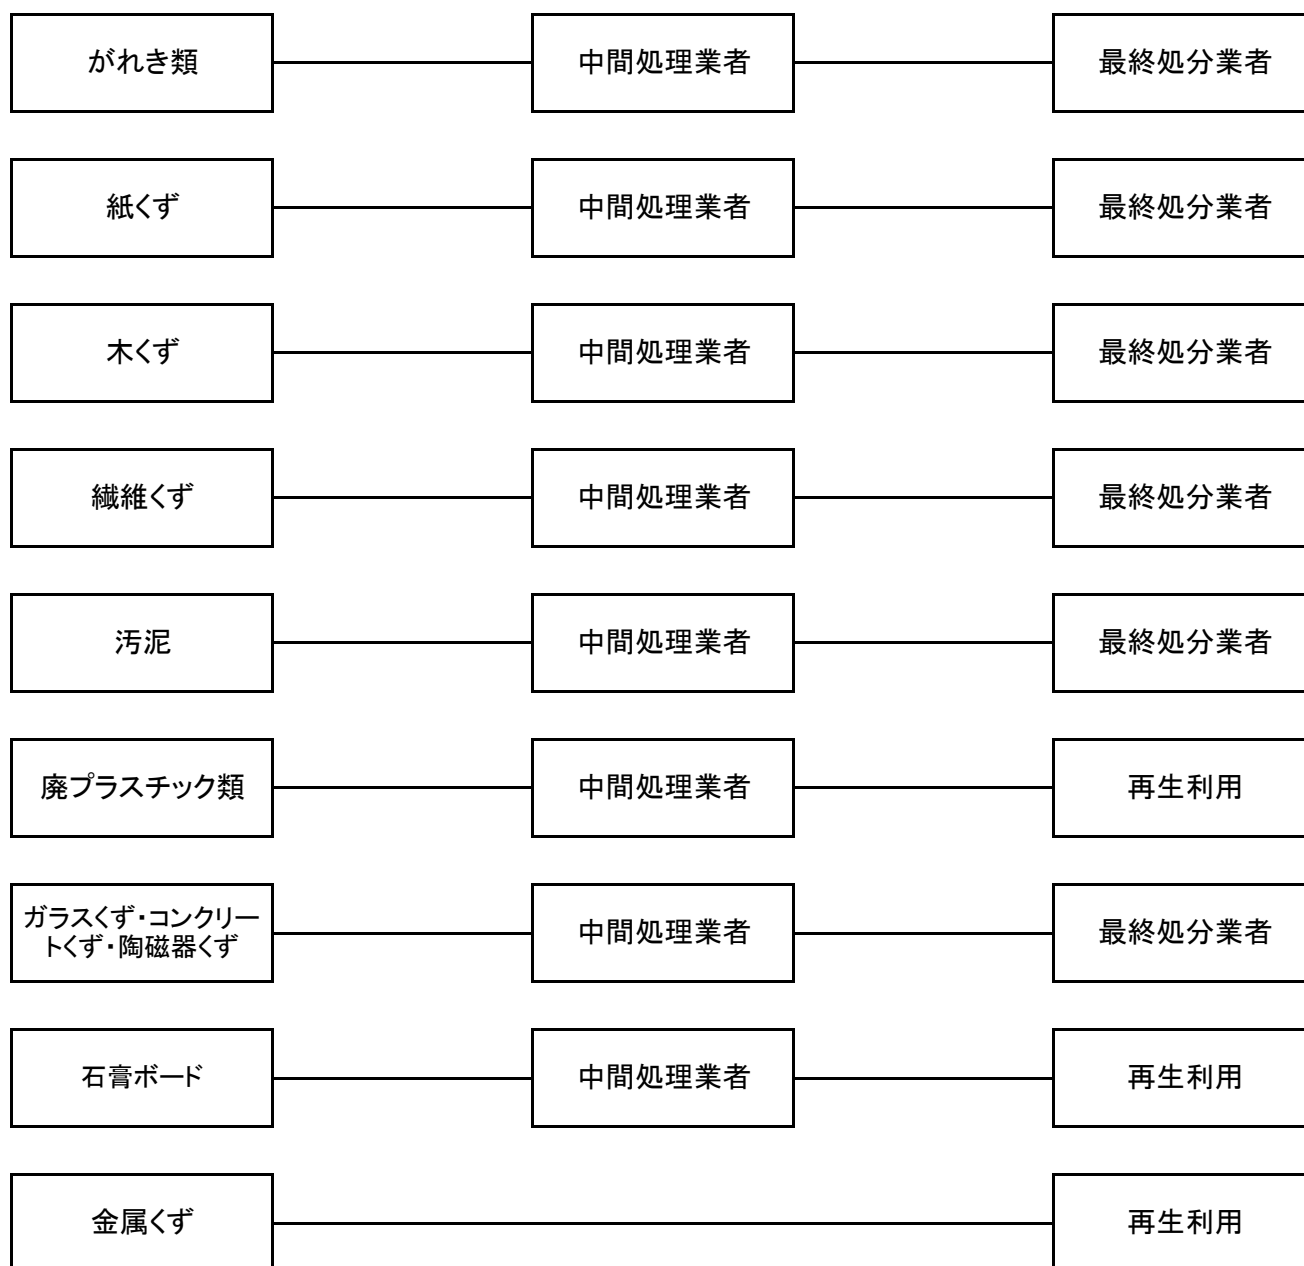 がれき類
中間処理業者
最終処分業者
紙くず
中間処理業者
最終処分業者
木くず
中間処理業者
最終処分業者
繊維くず
中間処理業者
最終処分業者
汚泥
中間処理業者
最終処分業者
廃プラスチック類
中間処理業者
再生利用
ガラスくず・コンクリー
トくず・陶磁器くず
中間処理業者
最終処分業者
石膏ボード
中間処理業者
再生利用
金属くず
再生利用